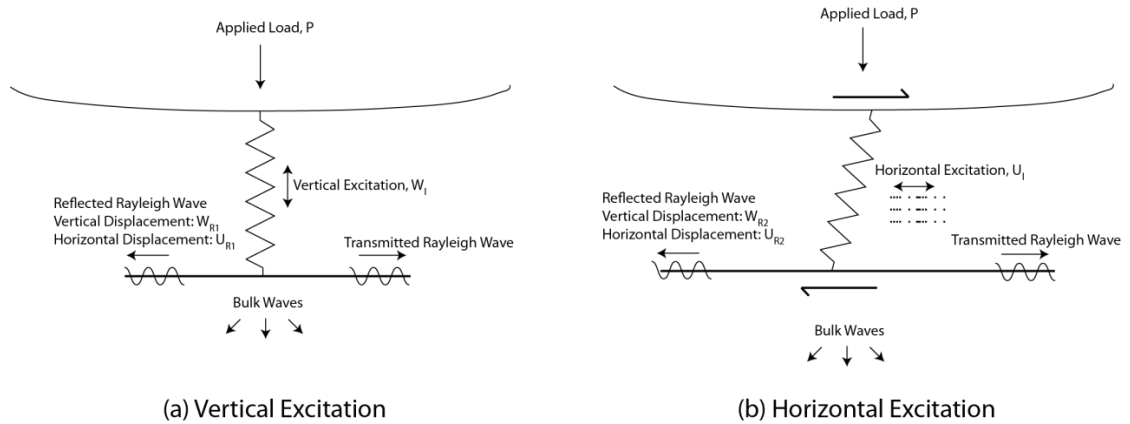 Applied Load, P
Vertical Excitation, W_I
Reflected Rayleigh Wave
Vertical Displacement: W_R1
Horizontal Displacement: U_R1
Transmitted Rayleigh Wave
Bulk Waves
(a) Vertical Excitation
Applied Load, P
Horizontal Excitation, U_I
Reflected Rayleigh Wave
Vertical Displacement: W_R2
Horizontal Displacement: U_R2
Transmitted Rayleigh Wave
Bulk Waves
(b) Horizontal Excitation